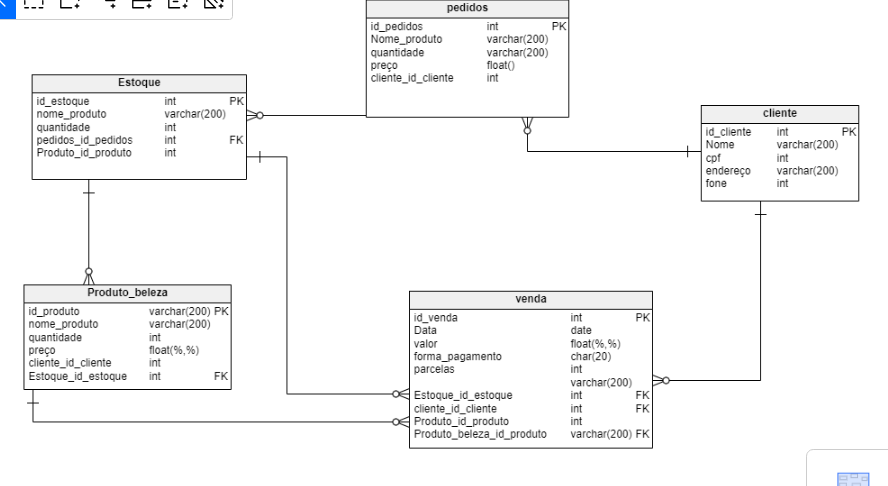 pedidos
id_pedidos int PK
Nome_produto varchar(200)
quantidade varchar(200)
preço float()
cliente_id_cliente int
Estoque
id_estoque int PK
nome_produto varchar(200)
quantidade int
pedidos_id_pedidos int FK
Produto_id_produto int
cliente
id_cliente int PK
Nome varchar(200)
cpf int
endereço varchar(200)
fone int
Produto_beleza
id_produto varchar(200) PK
nome_produto varchar(200)
quantidade int
preço float(%,%)
cliente_id_cliente int
Estoque_id_estoque int FK
venda
id_venda int PK
Data date
valor float(%,%)
forma_pagamento char(20)
parcelas int
varchar(200)
Estoque_id_estoque int FK
cliente_id_cliente int FK
Produto_id_produto int
Produto_beleza_id_produto varchar(200) FK